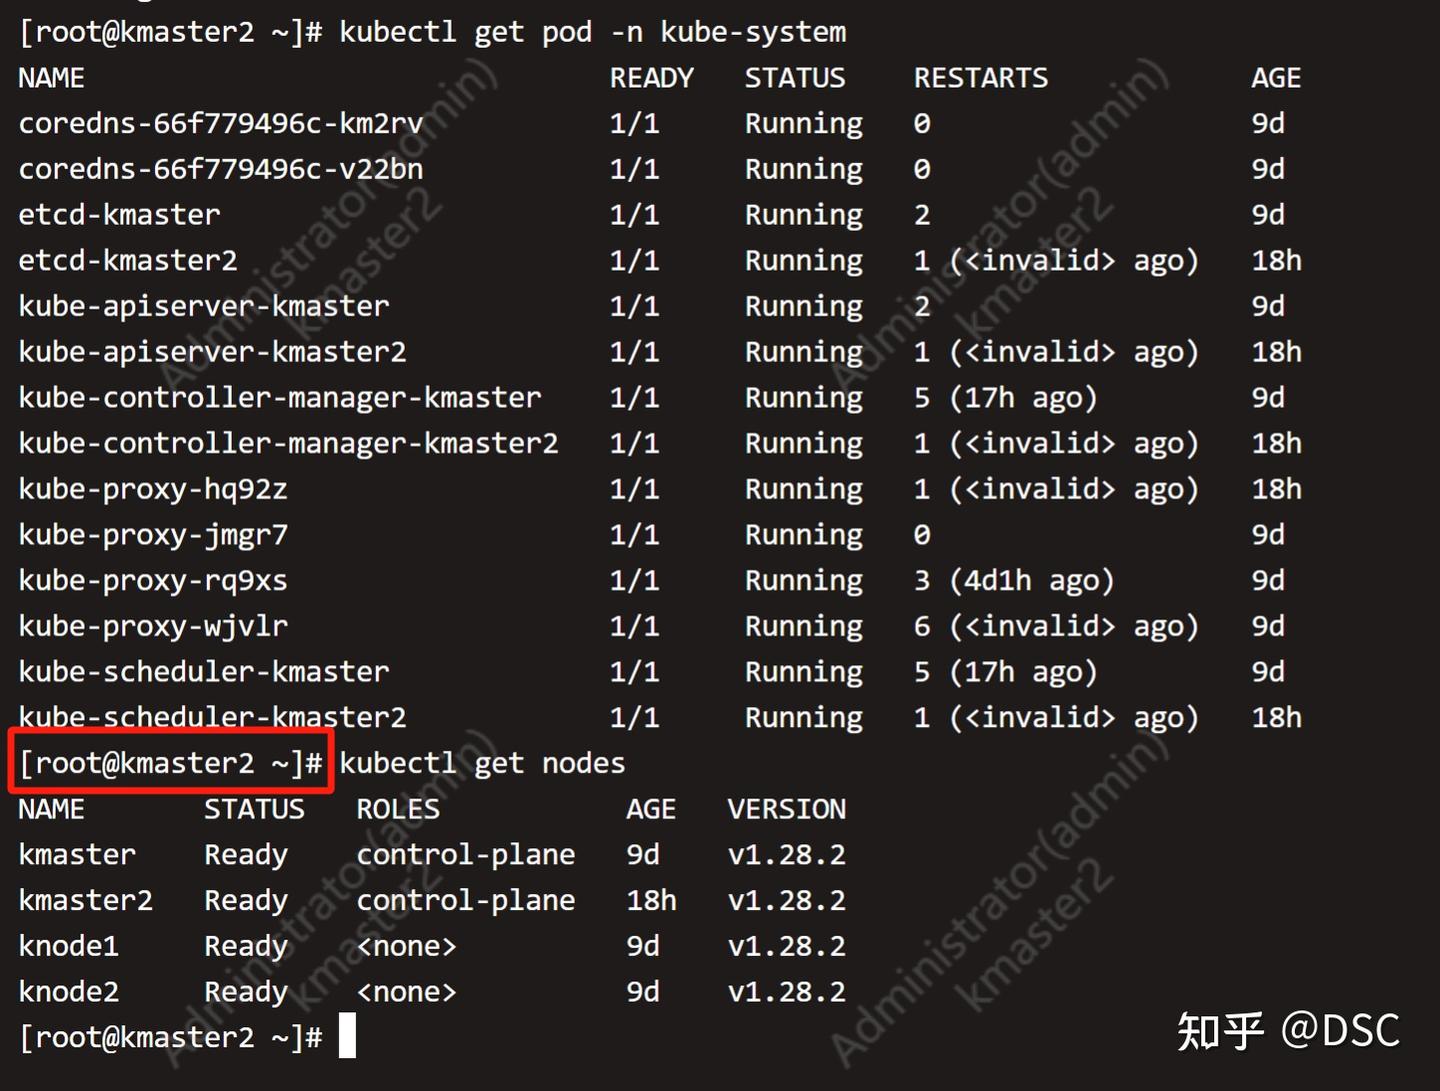 [root@kmaster2 ~]# kubectl get pod -n kube-system
NAME READY STATUS RESTARTS AGE
coredns-66f779496c-km2rv 1/1 Running 0 9d
coredns-66f779496c-v22bn 1/1 Running 0 9d
etcd-kmaster 1/1 Running 2 9d
etcd-kmaster2 1/1 Running 1 (<invalid> ago) 18h
kube-apiserver-kmaster 1/1 Running 2 9d
kube-apiserver-kmaster2 1/1 Running 1 (<invalid> ago) 18h
kube-controller-manager-kmaster 1/1 Running 5 (17h ago) 9d
kube-controller-manager-kmaster2 1/1 Running 1 (<invalid> ago) 18h
kube-proxy-hq92z 1/1 Running 1 (<invalid> ago) 18h
kube-proxy-jmgr7 1/1 Running 0 9d
kube-proxy-rq9xs 1/1 Running 3 (4d1h ago) 9d
kube-proxy-wjvlr 1/1 Running 6 (<invalid> ago) 9d
kube-scheduler-kmaster 1/1 Running 5 (17h ago) 9d
kube-scheduler-kmaster2 1/1 Running 1 (<invalid> ago) 18h
[root@kmaster2 ~]# kubectl get nodes
NAME STATUS ROLES AGE VERSION
kmaster Ready control-plane 9d v1.28.2
kmaster2 Ready control-plane 18h v1.28.2
knode1 Ready <none> 9d v1.28.2
knode2 Ready <none> 9d v1.28.2
[root@kmaster2 ~]#
Administrator(admin)
kmaster2
Administrator(admin)
kmaster2
Administrator(admin)
kmaster2
Administrator(admin)
kmaster2
知乎 @DSC